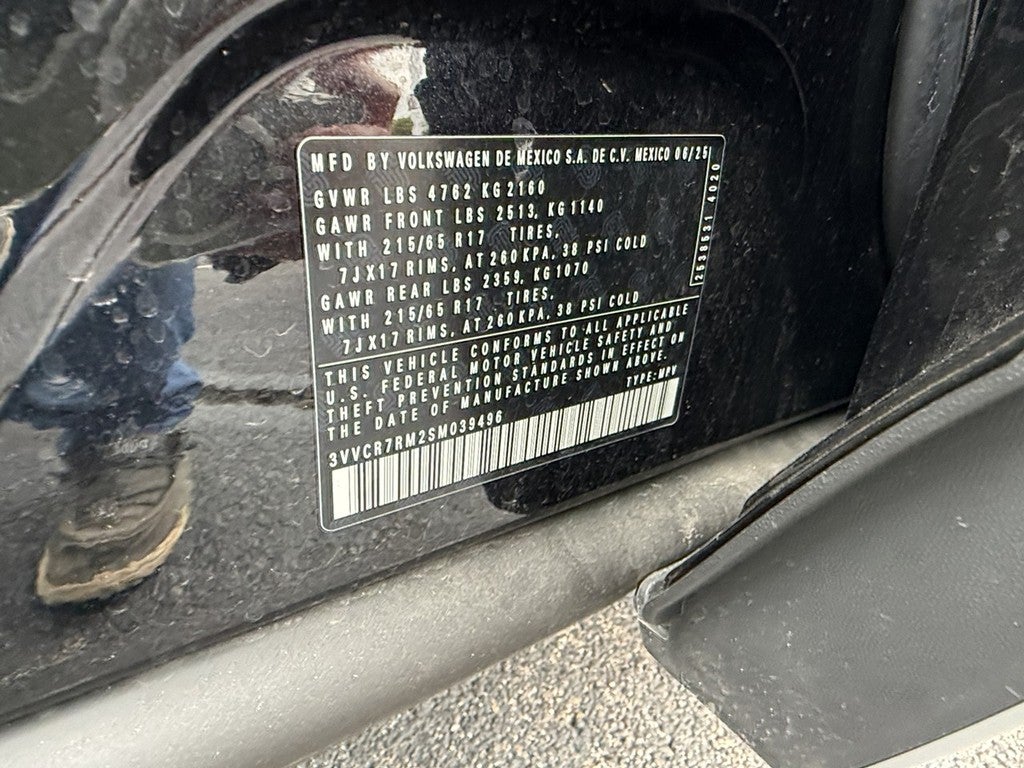 MFD BY VOLKSWAGEN DE MEXICO S.A. DE C.V. MEXICO 06/25
GVWR LBS 4762 KG 2160
GAWR FRONT LBS 2513, KG 1140
WITH 215/65 R17 TIRES,
7JX17 RIMS, AT 260 KPA, 38 PSI COLD
GAWR REAR LBS 2359, KG 1070
WITH 215/65 R17 TIRES,
7JX17 RIMS, AT 260 KPA, 38 PSI COLD
THIS VEHICLE CONFORMS TO ALL APPLICABLE
U.S. FEDERAL MOTOR VEHICLE SAFETY AND
THEFT PREVENTION STANDARDS IN EFFECT ON
THE DATE OF MANUFACTURE SHOWN ABOVE.
TYPE: MPV
3VVCR7RM2SM039496
4020